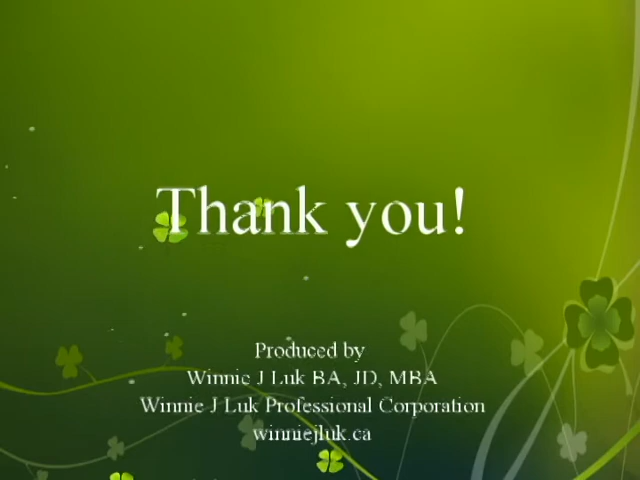 Thank you!
Produced by
Winnie J Luk BA, JD, MBA
Winnie J Luk Professional Corporation
winniejluk.ca